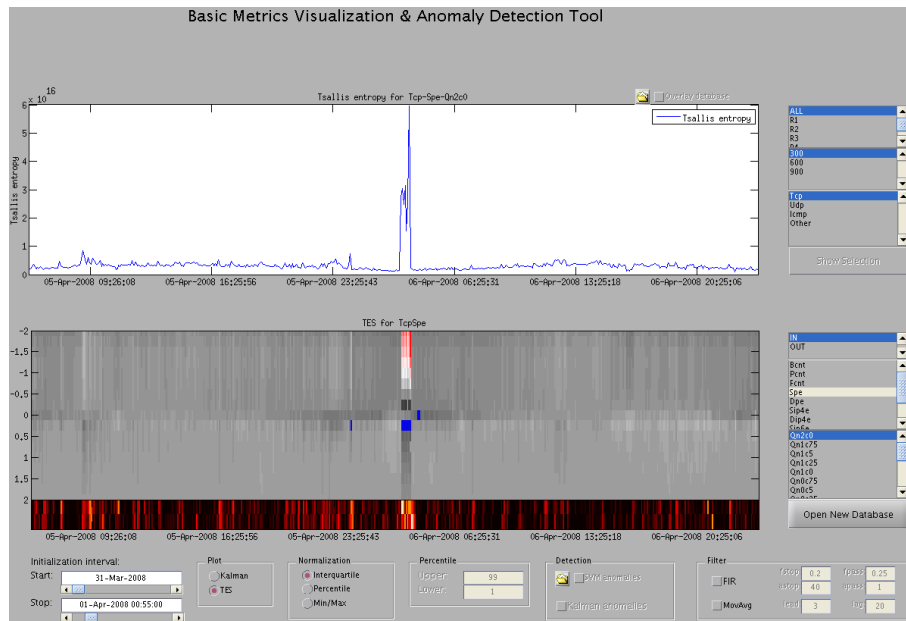 Basic Metrics Visualization & Anomaly Detection Tool
x 10^16
Tsallis entropy for Tcp-Spe-Qn2c0
Overlay database
Tsallis entropy
6
5
4
3
2
1
0
Tsallis entropy
05-Apr-2008 09:26:08
05-Apr-2008 16:25:56
05-Apr-2008 23:25:43
06-Apr-2008 06:25:31
06-Apr-2008 13:25:18
06-Apr-2008 20:25:06
ALL
R1
R2
R3
R4
300
600
900
Tcp
Udp
Icmp
Other
Show Selection
TES for TcpSpe
-2
-1.5
-1
-0.5
0
0.5
1
1.5
2
05-Apr-2008 09:26:08
05-Apr-2008 16:25:56
05-Apr-2008 23:25:43
06-Apr-2008 06:25:31
06-Apr-2008 13:25:18
06-Apr-2008 20:25:06
IN
OUT
Bcnt
Pcnt
Fcnt
Spe
Dpe
Sip4e
Dip4e
Sip6e
Qn2c0
Qn1c75
Qn1c5
Qn1c25
Qn1c0
Qn0c75
Qn0c5
Qn0c25
Open New Database
Initialization interval:
Start:
31-Mar-2008
Stop:
01-Apr-2008 00:55:00
Plot
Kalman
TES
Normalization
Interquartile
Percentile
Min/Max
Percentile
Upper:
99
Lower:
1
Detection
SVM anomalies
Kalman anomalies
Filter
FIR
MovAvg
fstop
0.2
fpass
0.25
astop
40
apass
1
lead
3
lag
20